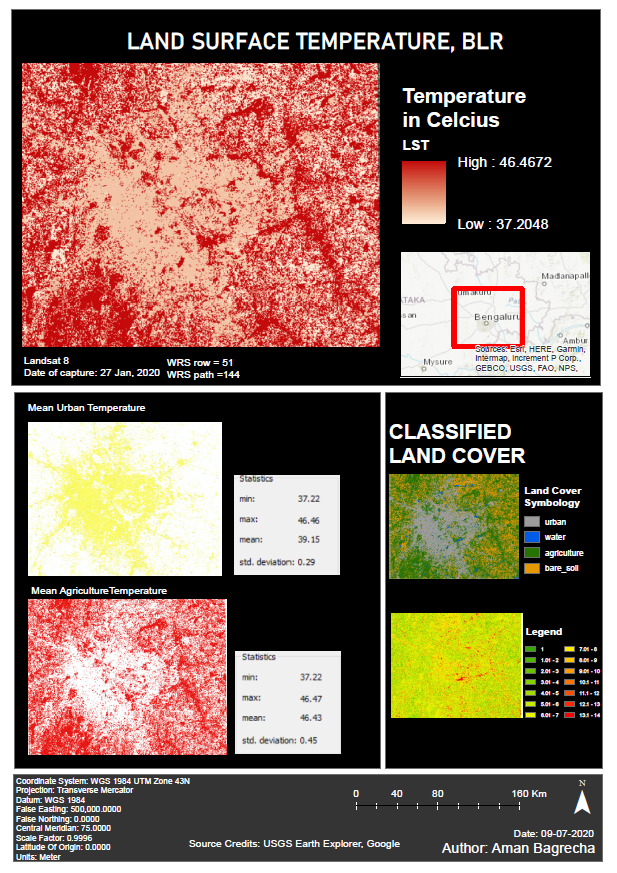 LAND SURFACE TEMPERATURE, BLR
Temperature
in Celcius
LST
High : 46.4672
Low : 37.2048
Madanapall
umakuru
ATAKA
Pal
san
Bengaluru
Ambur
Mysure
Sources: Esri, HERE, Garmin,
Intermap, increment P Corp.,
GEBCO, USGS, FAO, NPS,
Landsat 8
Date of capture: 27 Jan, 2020
WRS row = 51
WRS path =144
Mean Urban Temperature
Statistics
min: 37.22
max: 46.46
mean: 39.15
std. deviation: 0.29
Mean AgricultureTemperature
Statistics
min: 37.22
max: 46.47
mean: 46.43
std. deviation: 0.45
CLASSIFIED
LAND COVER
Land Cover
Symbology
urban
water
agriculture
bare_soil
Legend
1
1.01 - 2
2.01 - 3
3.01 - 4
4.01 - 5
5.01 - 6
6.01 - 7
7.01 - 8
8.01 - 9
9.01 - 10
10.1 - 11
11.1 - 12
12.1 - 13
13.1 - 14
Coordinate System: WGS 1984 UTM Zone 43N
Projection: Transverse Mercator
Datum: WGS 1984
False Easting: 500,000.0000
False Northing: 0.0000
Central Meridian: 75.0000
Scale Factor: 0.9996
Latitude Of Origin: 0.0000
Units: Meter
Source Credits: USGS Earth Explorer, Google
0 40 80 160 Km
N
Date: 09-07-2020
Author: Aman Bagrecha